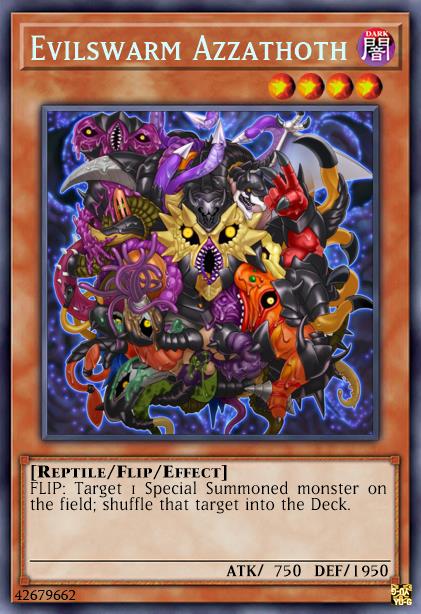 Evilswarm Azzathoth
DARK
闇
[Reptile/Flip/Effect]
FLIP: Target 1 Special Summoned monster on
the field; shuffle that target into the Deck.
ATK/ 750 DEF/1950
42679662